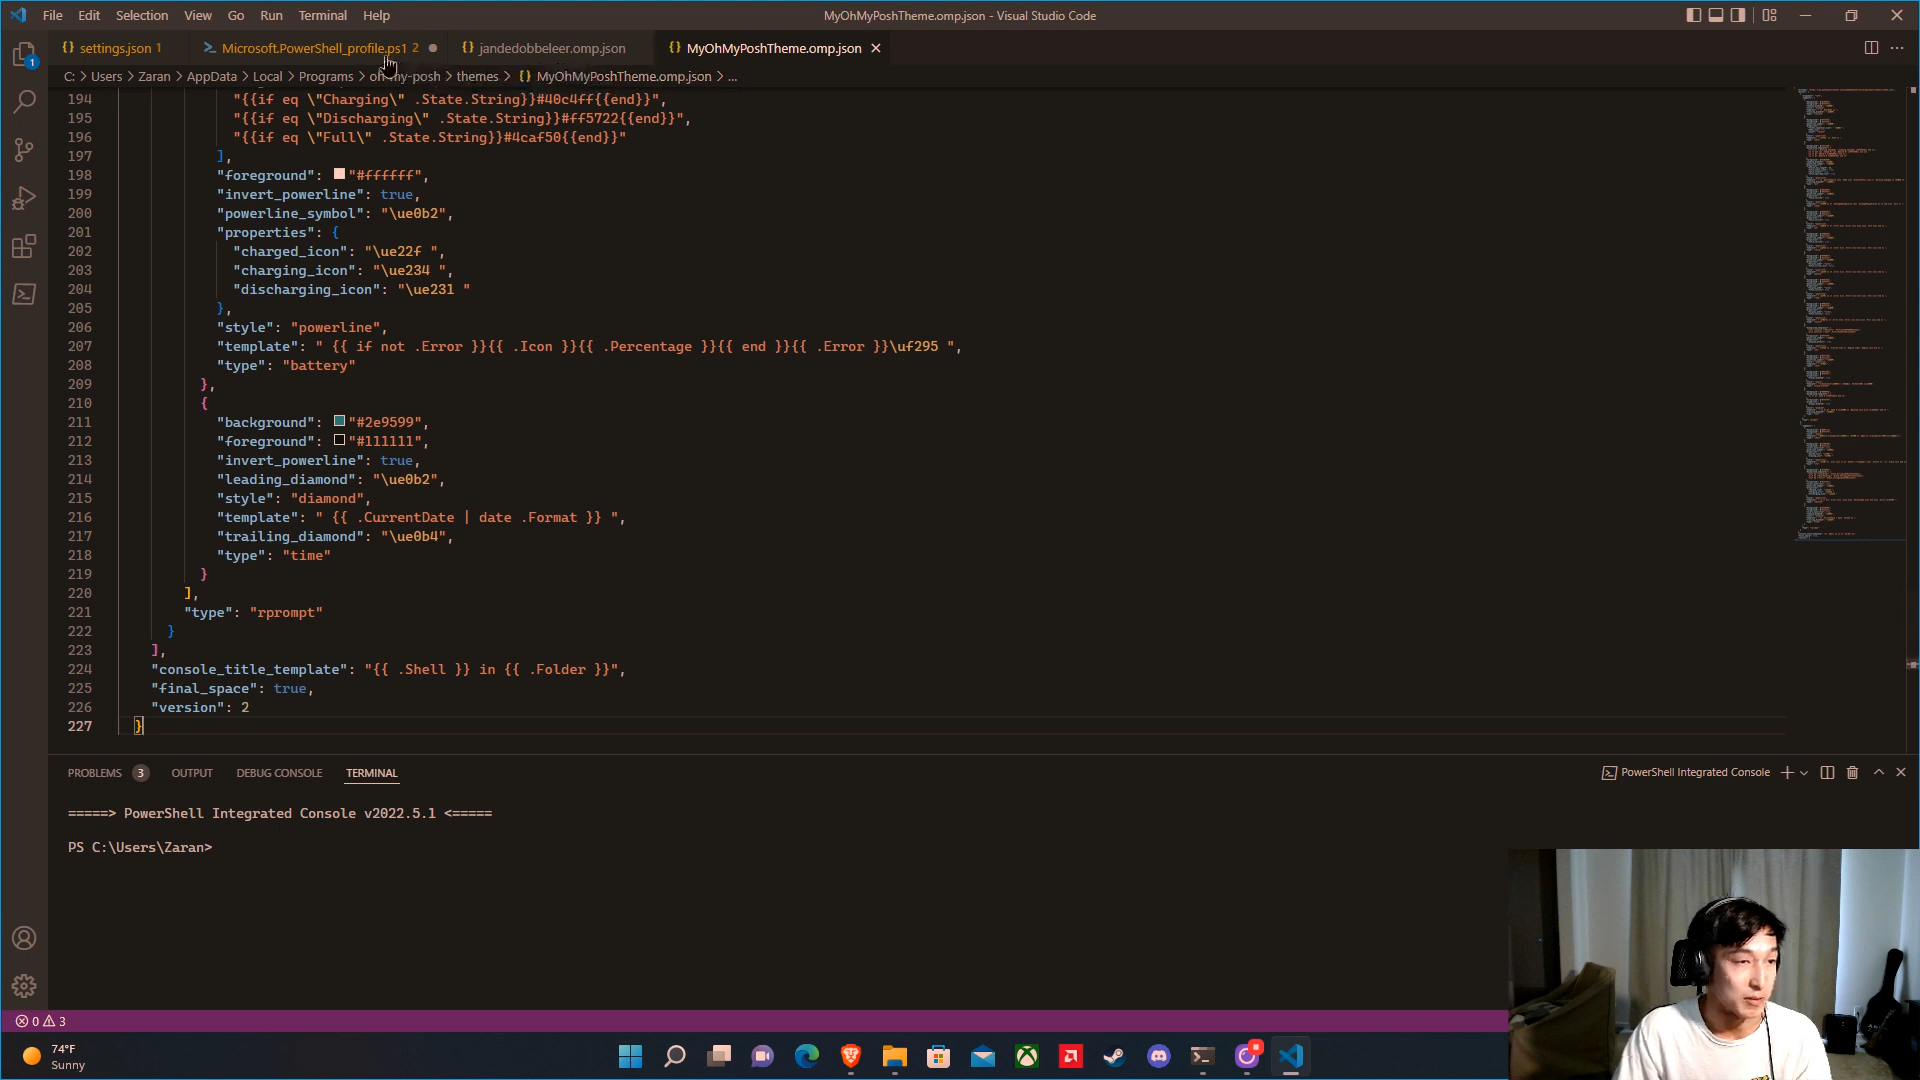 File Edit Selection View Go Run Terminal Help
MyOhMyPoshTheme.omp.json - Visual Studio Code
{} settings.json 1
Microsoft.PowerShell_profile.ps1 2
{} jandedobbeleer.omp.json
{} MyOhMyPoshTheme.omp.json
C: > Users > Zaran > AppData > Local > Programs > oh-my-posh > themes > {} MyOhMyPoshTheme.omp.json > ...
194 "{{if eq \"Charging\" .State.String}}#40c4ff{{end}}",
195 "{{if eq \"Discharging\" .State.String}}#ff5722{{end}}",
196 "{{if eq \"Full\" .State.String}}#4caf50{{end}}"
197 ],
198 "foreground": "#ffffff",
199 "invert_powerline": true,
200 "powerline_symbol": "\ue0b2",
201 "properties": {
202 "charged_icon": "\ue22f ",
203 "charging_icon": "\ue234 ",
204 "discharging_icon": "\ue231 "
205 },
206 "style": "powerline",
207 "template": " {{ if not .Error }}{{ .Icon }}{{ .Percentage }}{{ end }}{{ .Error }}\uf295 ",
208 "type": "battery"
209 },
210 {
211 "background": "#2e9599",
212 "foreground": "#111111",
213 "invert_powerline": true,
214 "leading_diamond": "\ue0b2",
215 "style": "diamond",
216 "template": " {{ .CurrentDate | date .Format }} ",
217 "trailing_diamond": "\ue0b4",
218 "type": "time"
219 }
220 ],
221 "type": "rprompt"
222 }
223 ],
224 "console_title_template": "{{ .Shell }} in {{ .Folder }}",
225 "final_space": true,
226 "version": 2
227 }
1
PROBLEMS 3 OUTPUT DEBUG CONSOLE TERMINAL
PowerShell Integrated Console
=====> PowerShell Integrated Console v2022.5.1 <=====
PS C:\Users\Zaran>
0 3
74°F
Sunny